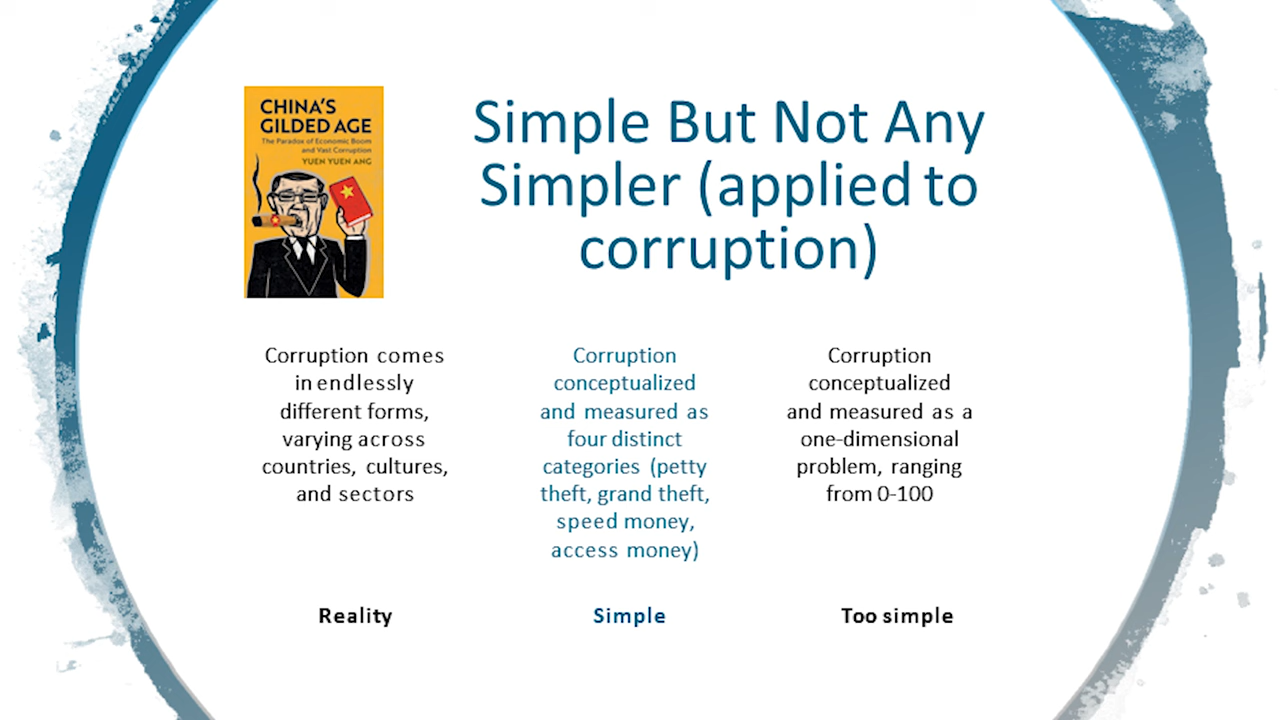 CHINA'S
GILDED AGE
The Paradox of Economic Boom
and Vast Corruption
YUEN YUEN ANG
Simple But Not Any
Simpler (applied to
corruption)
Corruption comes
in endlessly
different forms,
varying across
countries, cultures,
and sectors
Reality
Corruption
conceptualized
and measured as
four distinct
categories (petty
theft, grand theft,
speed money,
access money)
Simple
Corruption
conceptualized
and measured as a
one-dimensional
problem, ranging
from 0-100
Too simple